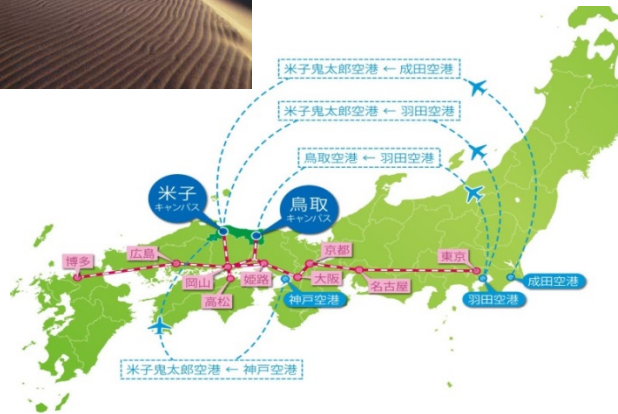 米子鬼太郎空港 ← 成田空港
米子鬼太郎空港 ← 羽田空港
鳥取空港 ← 羽田空港
米子
キャンパス
鳥取
キャンパス
博多
広島
岡山
高松
姫路
神戸空港
京都
大阪
名古屋
東京
羽田空港
成田空港
米子鬼太郎空港 ← 神戸空港